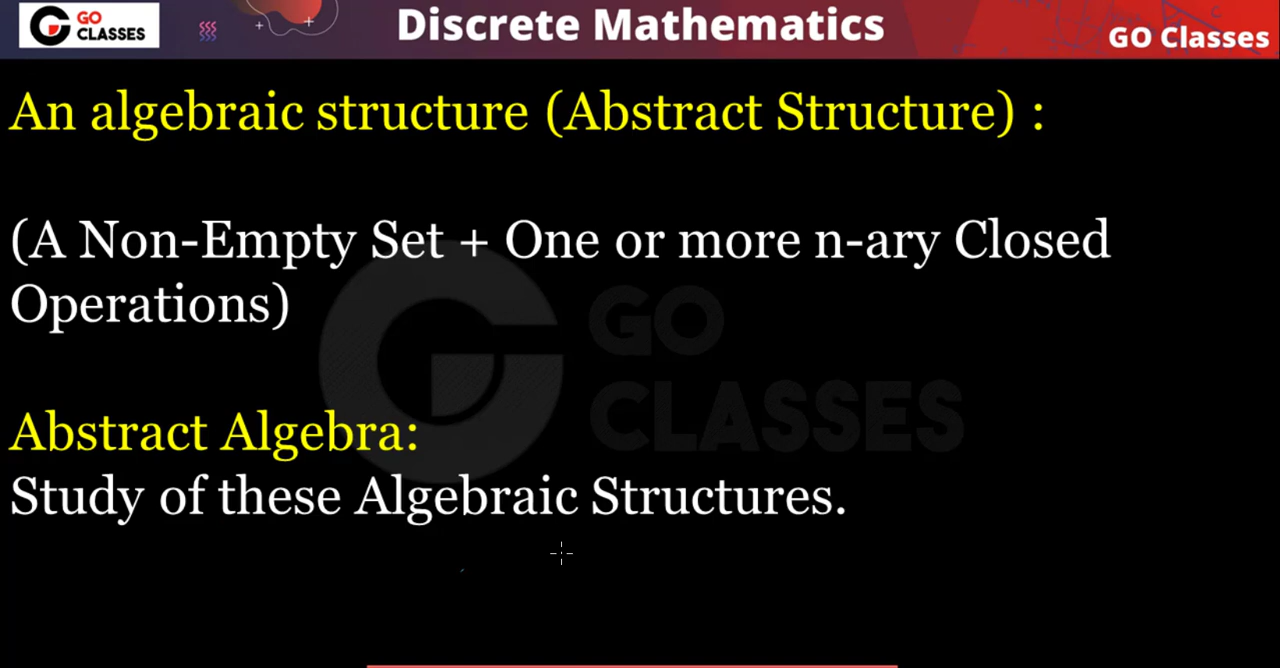 GO
CLASSES
Discrete Mathematics
GO Classes
An algebraic structure (Abstract Structure) :
(A Non-Empty Set + One or more n-ary Closed
Operations)
GO
CLASSES
Abstract Algebra:
Study of these Algebraic Structures.